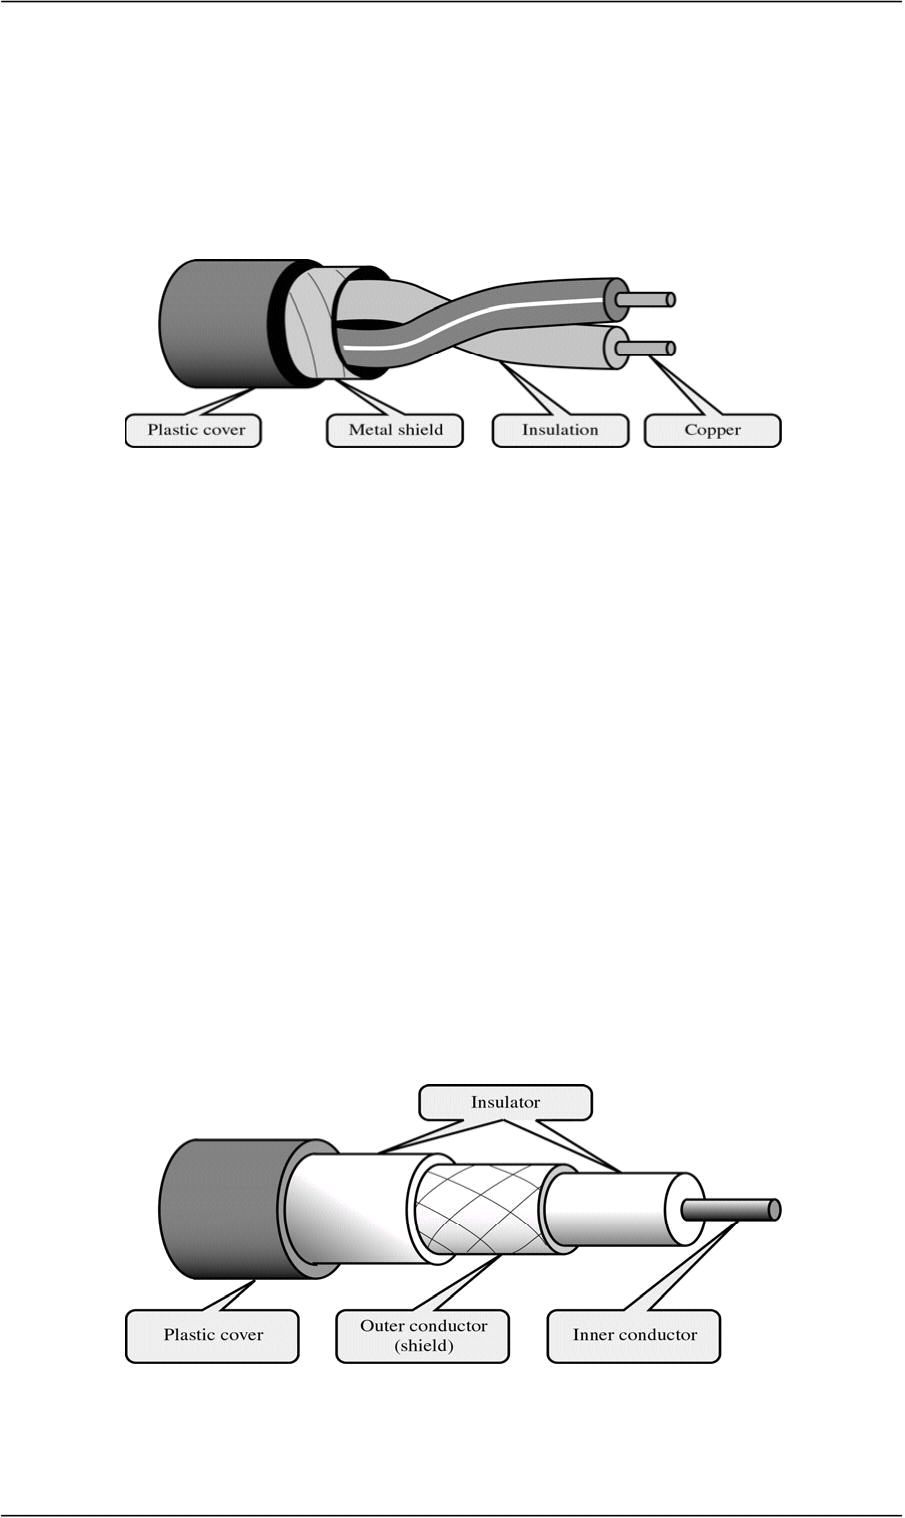 Plastic cover
Metal shield
Insulation
Copper
Insulator
Plastic cover
Outer conductor
(shield)
Inner conductor